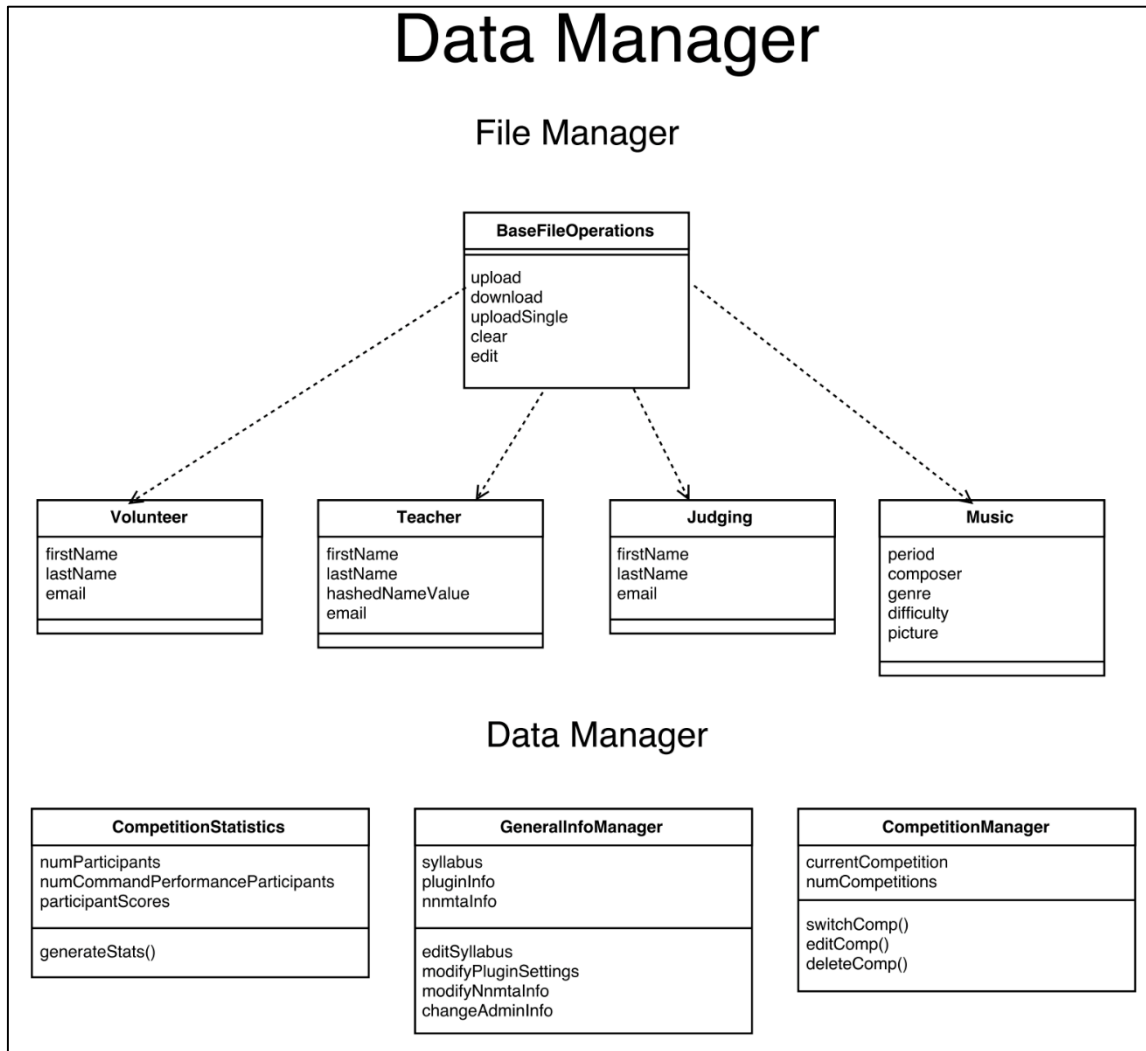 Data Manager
File Manager
BaseFileOperations
upload
download
uploadSingle
clear
edit
Volunteer
firstName
lastName
email
Teacher
firstName
lastName
hashedNameValue
email
Judging
firstName
lastName
email
Music
period
composer
genre
difficulty
picture
Data Manager
CompetitionStatistics
numParticipants
numCommandPerformanceParticipants
participantScores
generateStats()
GeneralInfoManager
syllabus
pluginInfo
nnmtaInfo
editSyllabus
modifyPluginSettings
modifyNnmtaInfo
changeAdminInfo
CompetitionManager
currentCompetition
numCompetitions
switchComp()
editComp()
deleteComp()